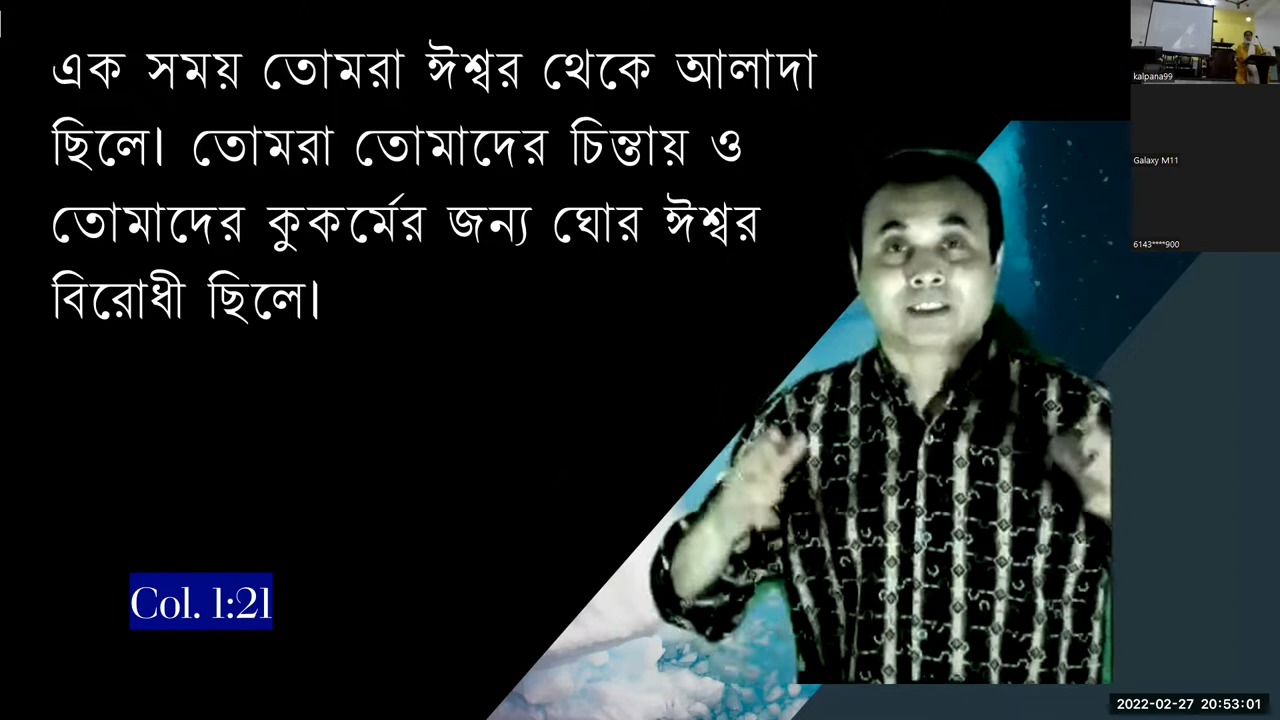 এক সময় তোমরা ঈশ্বর থেকে আলাদা
ছিলে। তোমরা তোমাদের চিন্তায় ও
তোমাদের কুকর্মের জন্য ঘোর ঈশ্বর
বিরোধী ছিলে।
Col. 1:21
kalpana99
Galaxy M11
6143****900
2022-02-27 20:53:01